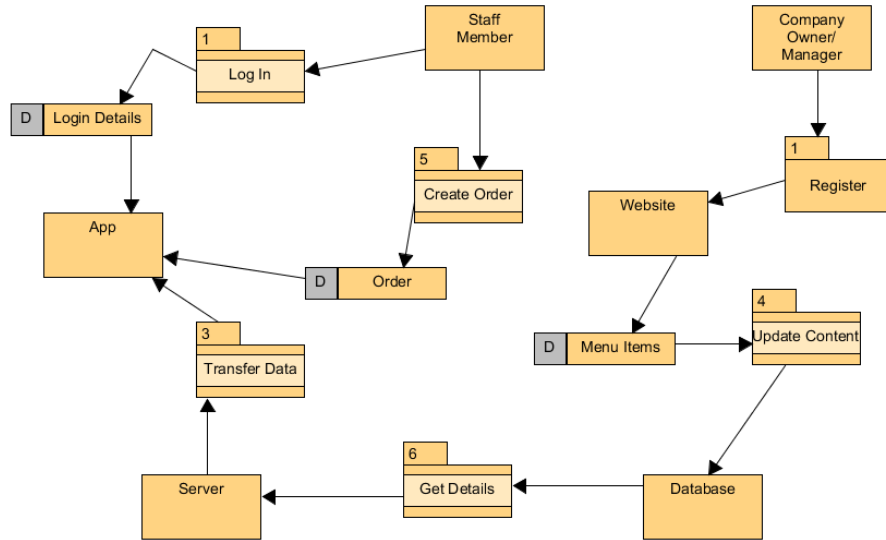 Staff
Member
Company
Owner/
Manager
1
Log In
D
Login Details
5
Create Order
1
Register
Website
App
D
Order
4
Update Content
3
Transfer Data
D
Menu Items
6
Get Details
Server
Database